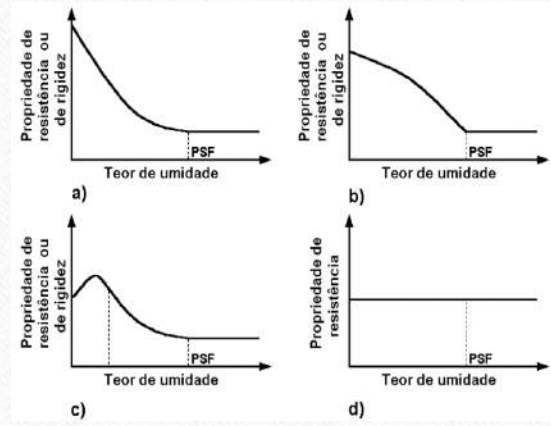 Propriedade de
resistência ou
de rigidez
PSF
Teor de umidade
a)
Propriedade de
resistência ou
de rigidez
PSF
Teor de umidade
b)
Propriedade de
resistência ou
de rigidez
PSF
Teor de umidade
c)
Propriedade de
resistência
PSF
Teor de umidade
d)